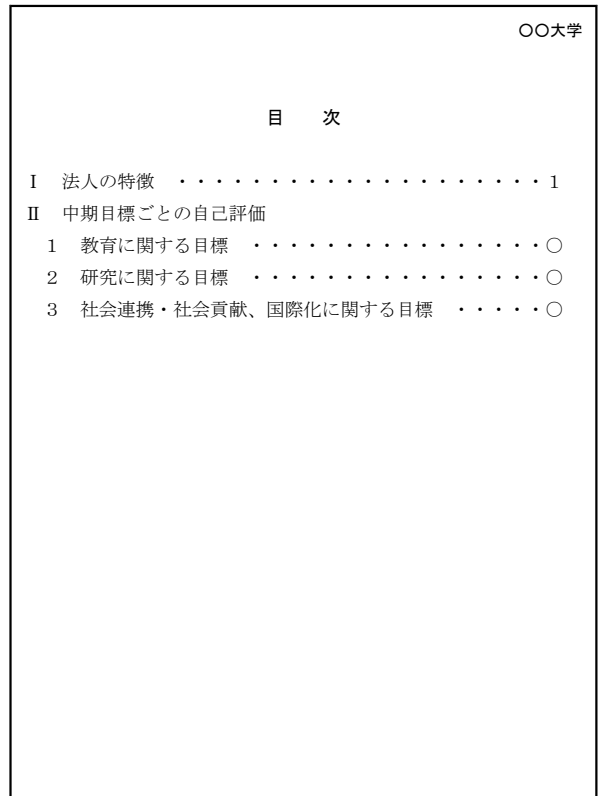 ○○大学
目　　次
Ⅰ　法人の特徴　・・・・・・・・・・・・・・・・・・・・１
Ⅱ　中期目標ごとの自己評価
１　教育に関する目標　・・・・・・・・・・・・・・・・○
２　研究に関する目標　・・・・・・・・・・・・・・・・○
３　社会連携・社会貢献、国際化に関する目標　・・・・・○